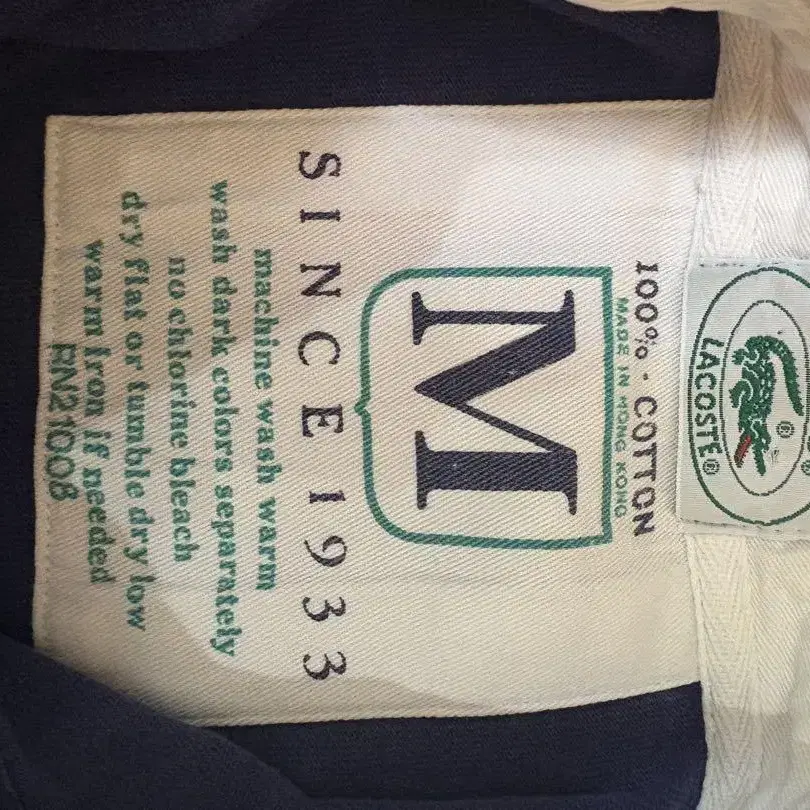 LACOSTE®
®
100% · COTTON
MADE IN HONG KONG
M
SINCE 1933
machine wash warm
wash dark colors separately
no chlorine bleach
dry flat or tumble dry low
warm iron if needed
RN21008